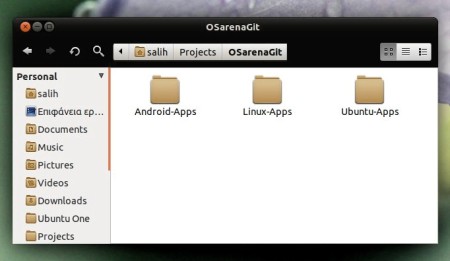 OSarenaGit
salih Projects OSarenaGit
Personal
salih
Επιφάνεια ερ...
Documents
Music
Pictures
Videos
Downloads
Ubuntu One
Projects
Android-Apps Linux-Apps Ubuntu-Apps